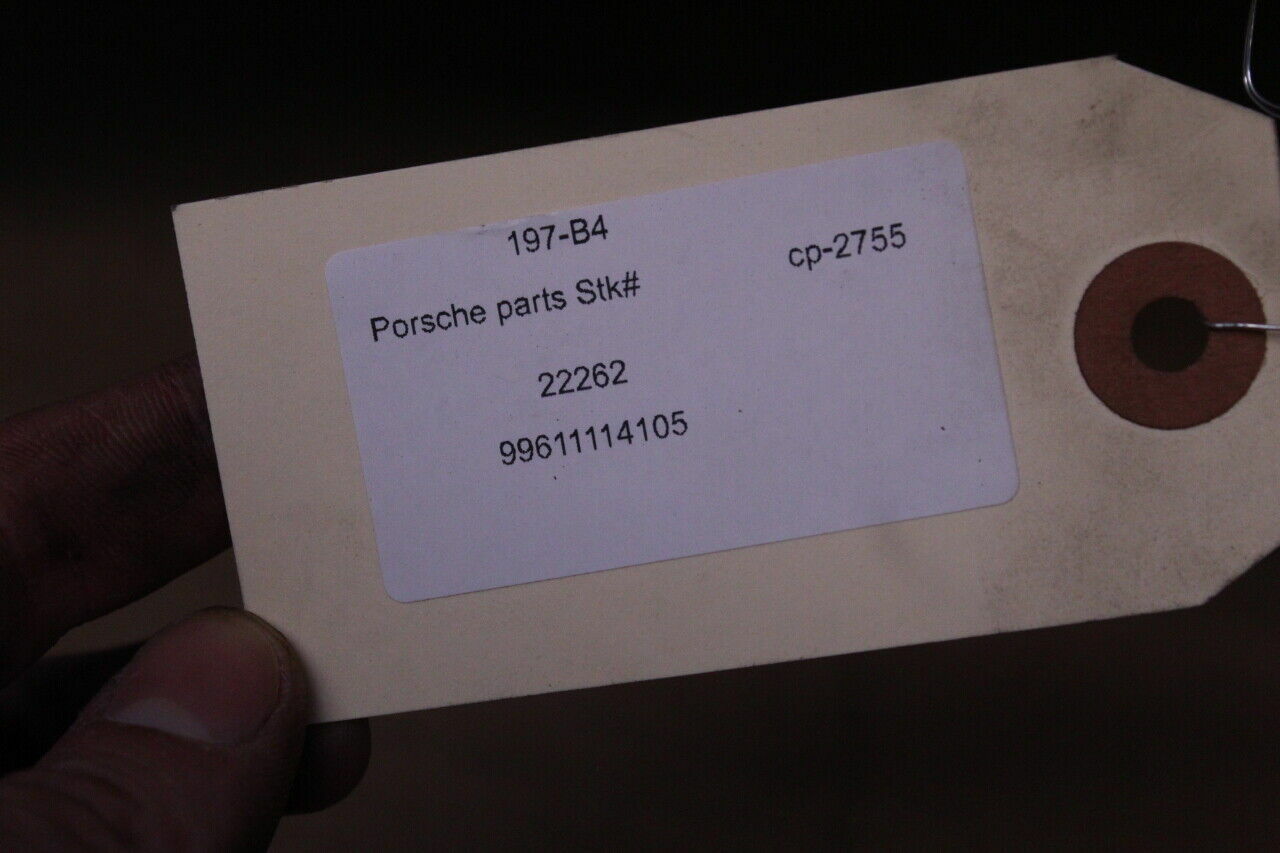 197-B4
cp-2755
Porsche parts Stk#
22262
99611114105